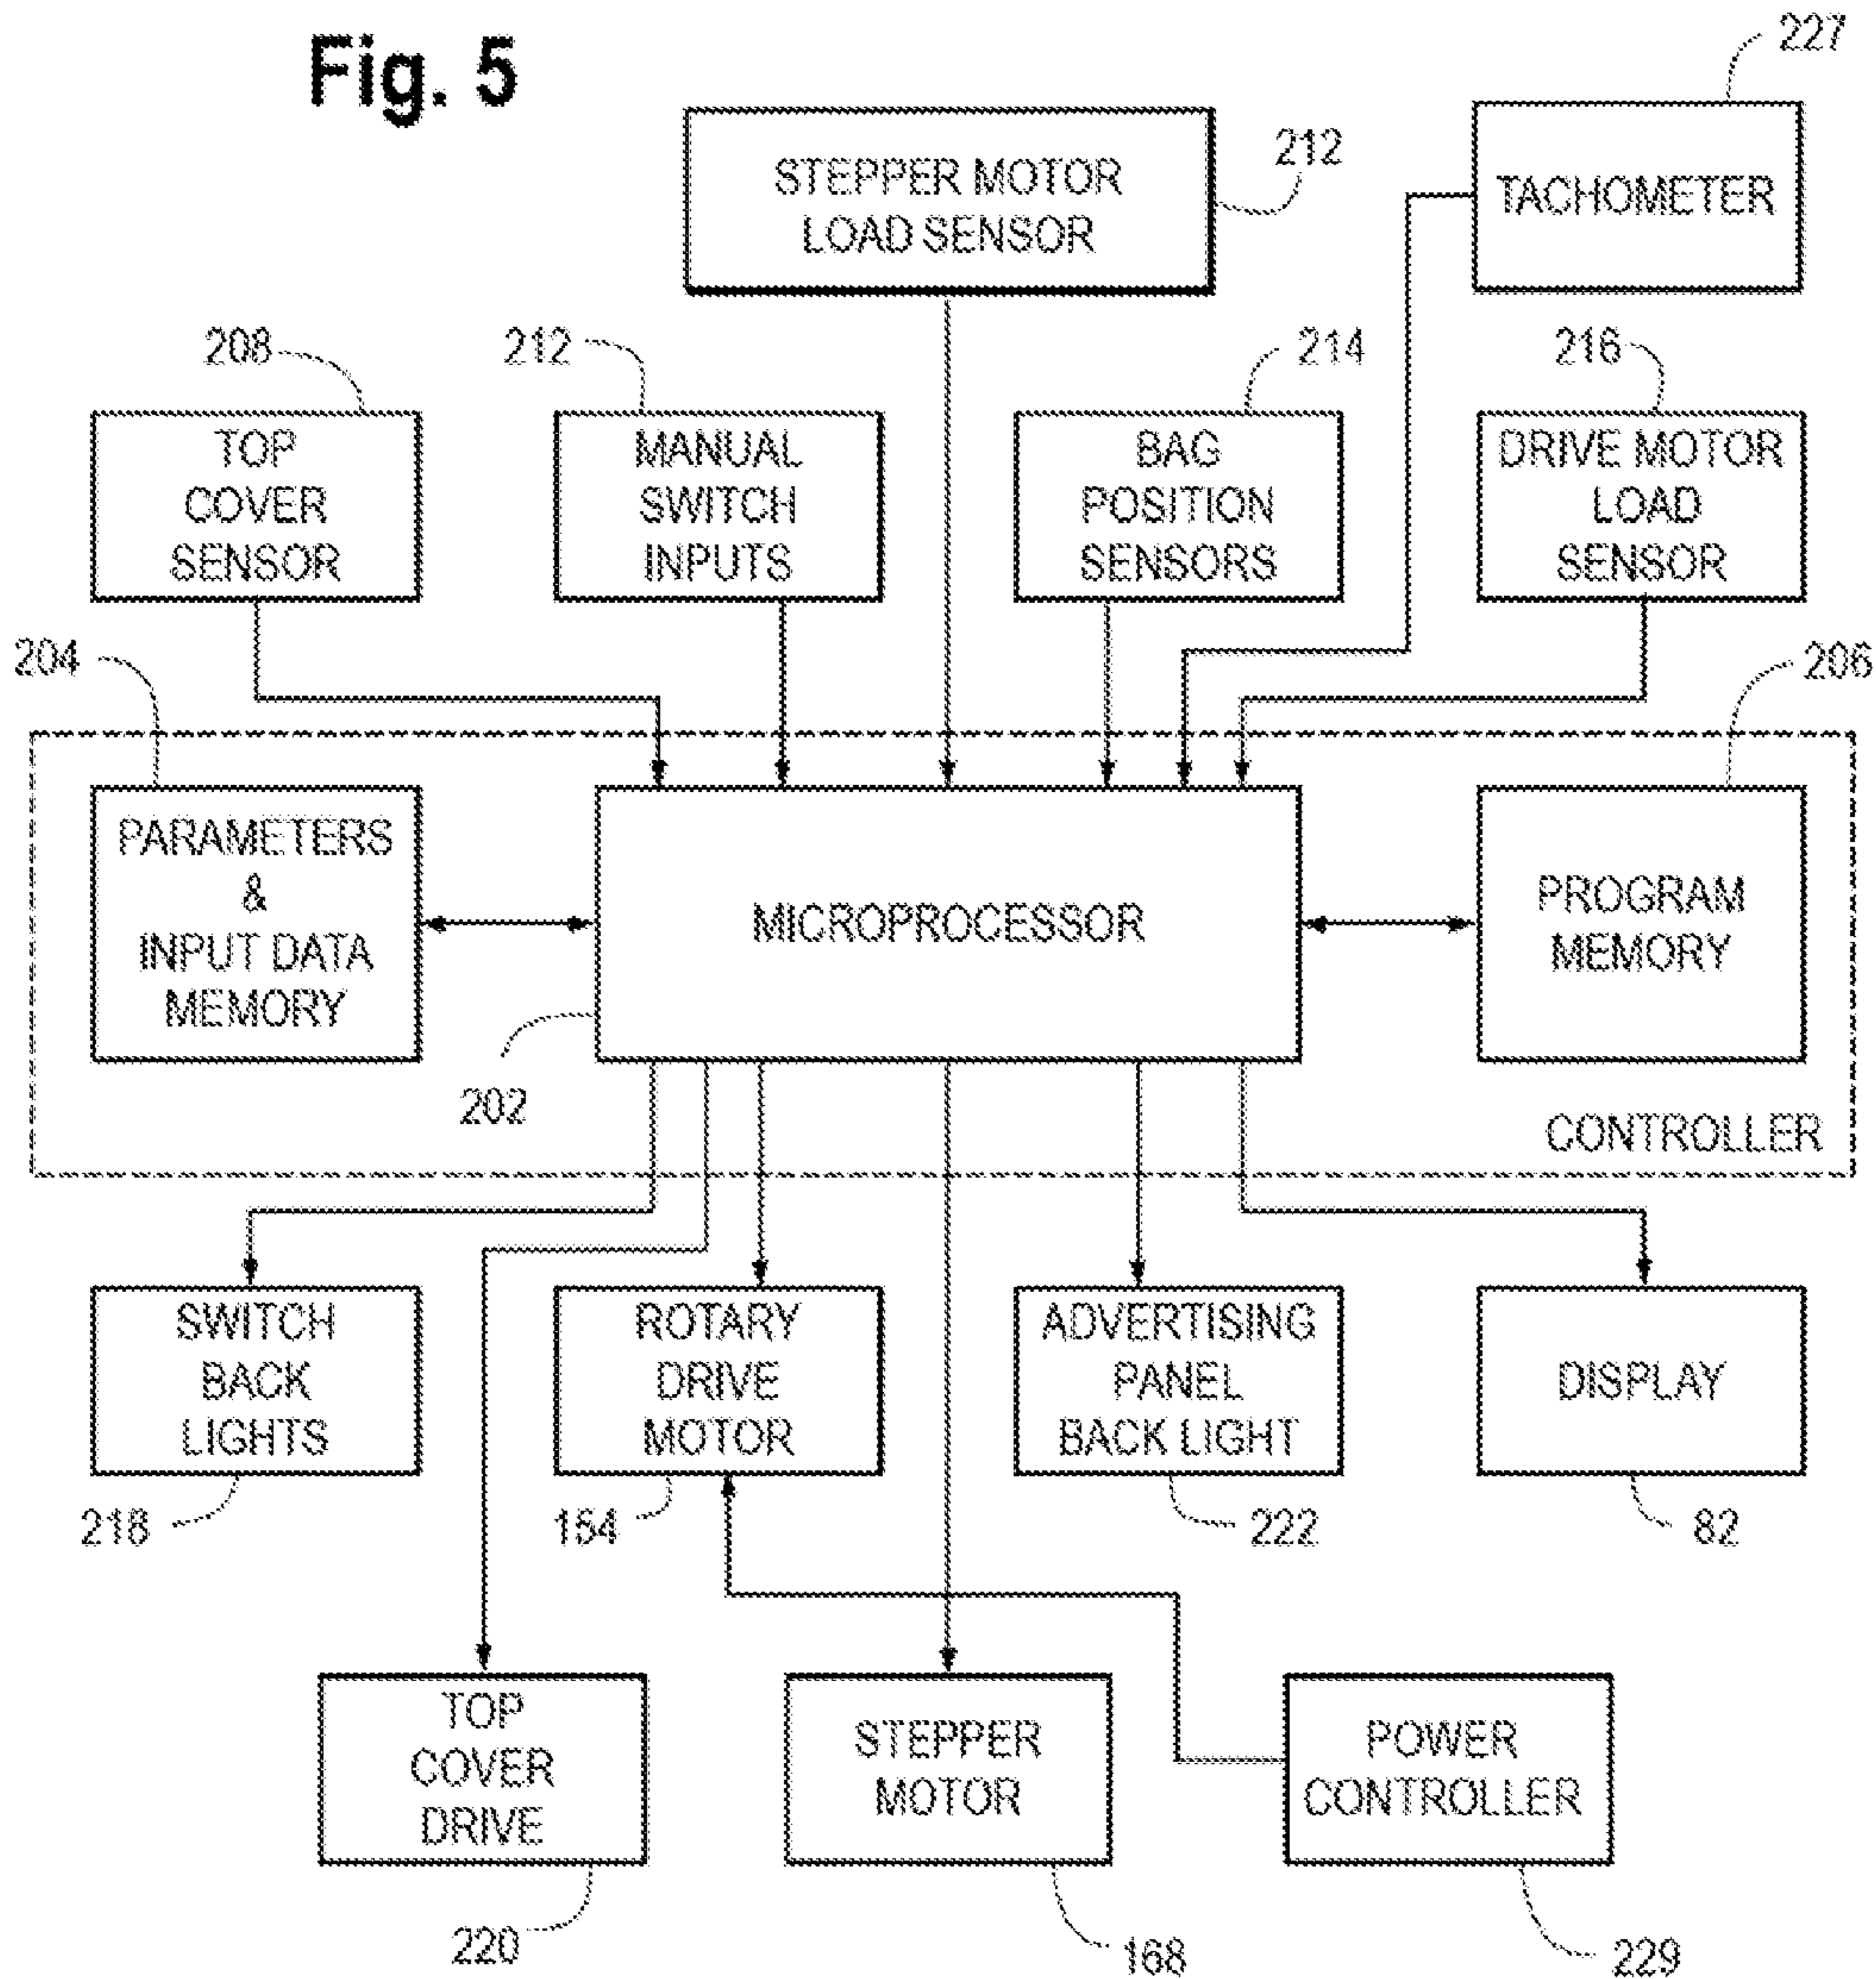 Fig. 5
227
STEPPER MOTOR
LOAD SENSOR
212
TACHOMETER
208
212
214
216
TOP
COVER
SENSOR
MANUAL
SWITCH
INPUTS
BAG
POSITION
SENSORS
DRIVE MOTOR
LOAD
SENSOR
204
206
PARAMETERS
&
INPUT DATA
MEMORY
MICROPROCESSOR
PROGRAM
MEMORY
202
CONTROLLER
SWITCH
BACK
LIGHTS
ROTARY
DRIVE
MOTOR
ADVERTISING
PANEL
BACK LIGHT
DISPLAY
218
154
222
82
TOP
COVER
DRIVE
STEPPER
MOTOR
POWER
CONTROLLER
220
168
229